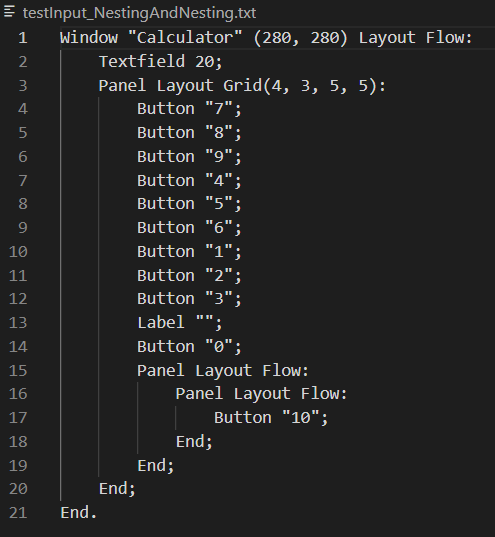 testInput_NestingAndNesting.txt
1 Window "Calculator" (280, 280) Layout Flow:
2 Textfield 20;
3 Panel Layout Grid(4, 3, 5, 5):
4 Button "7";
5 Button "8";
6 Button "9";
7 Button "4";
8 Button "5";
9 Button "6";
10 Button "1";
11 Button "2";
12 Button "3";
13 Label "";
14 Button "0";
15 Panel Layout Flow:
16 Panel Layout Flow:
17 Button "10";
18 End;
19 End;
20 End;
21 End.